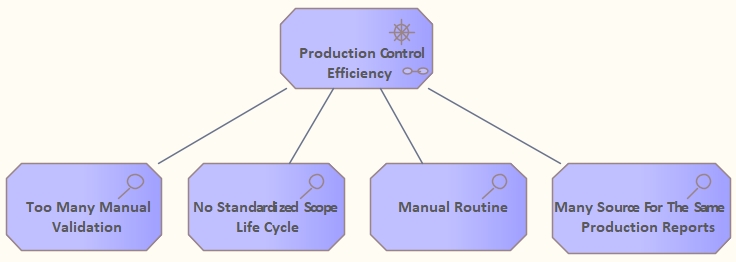 Production Control
Efficiency
Too Many Manual
Validation
No Standardized Scope
Life Cycle
Manual Routine
Many Source For The Same
Production Reports